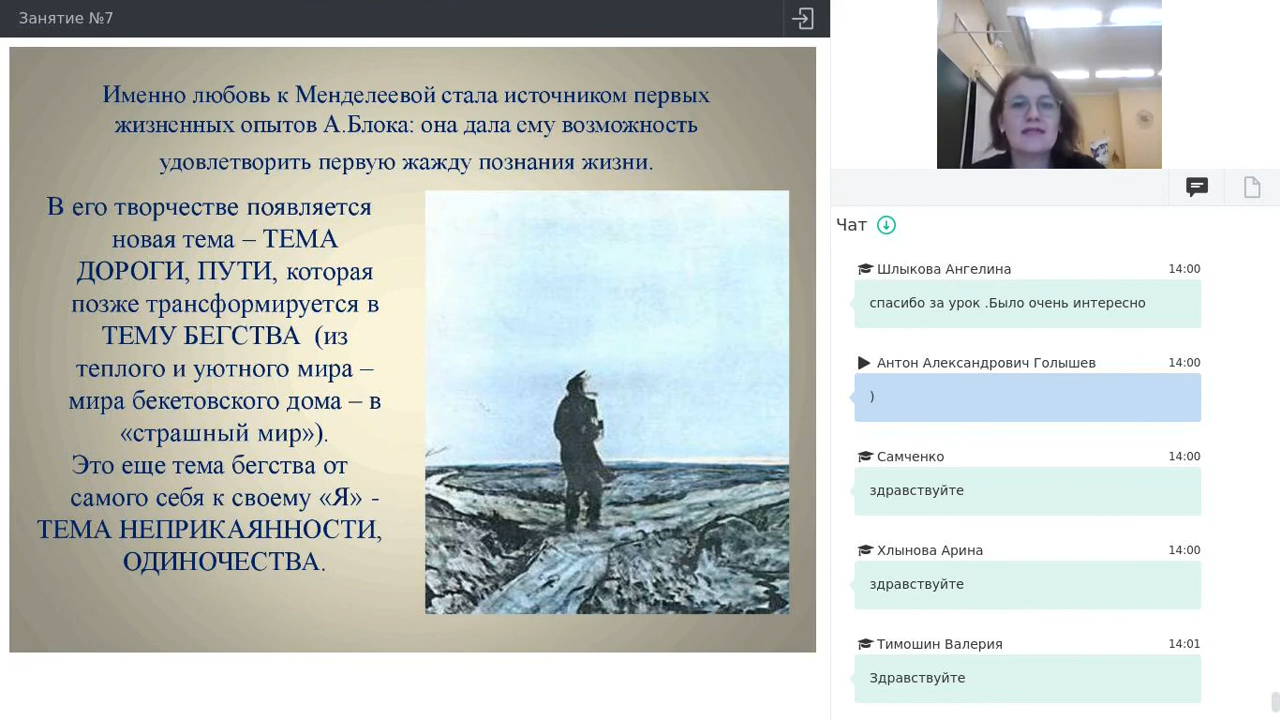 Занятие №7
Именно любовь к Менделеевой стала источником первых
жизненных опытов А.Блока: она дала ему возможность
удовлетворить первую жажду познания жизни.
В его творчестве появляется
новая тема – ТЕМА
ДОРОГИ, ПУТИ, которая
позже трансформируется в
ТЕМУ БЕГСТВА (из
теплого и уютного мира –
мира бекетовского дома – в
«страшный мир»).
Это еще тема бегства от
самого себя к своему «Я» -
ТЕМА НЕПРИКАЯННОСТИ,
ОДИНОЧЕСТВА.
Чат
Шлыкова Ангелина 14:00
спасибо за урок .Было очень интересно
Антон Александрович Голышев 14:00
)
Самченко 14:00
здравствуйте
Хлынова Арина 14:00
здравствуйте
Тимошин Валерия 14:01
Здравствуйте